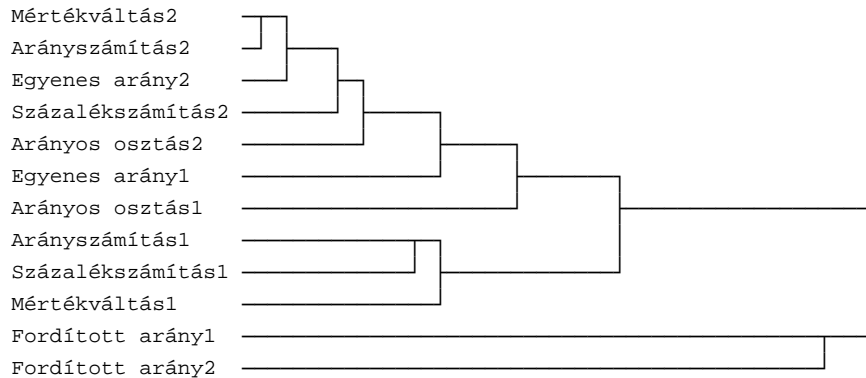 Mértékváltás2
Arányszámítás2
Egyenes arány2
Százalékszámítás2
Arányos osztás2
Egyenes arány1
Arányos osztás1
Arányszámítás1
Százalékszámítás1
Mértékváltás1
Fordított arány1
Fordított arány2